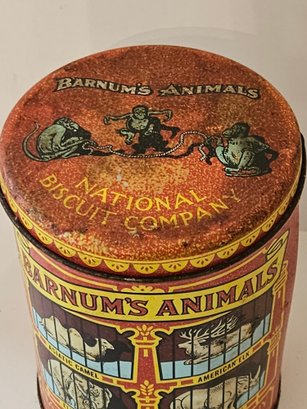 BARNUM'S ANIMALS
NATIONAL
BISCUIT COMPANY
BARNUM'S ANIMALS
CAMEL
AMERICAN ELK